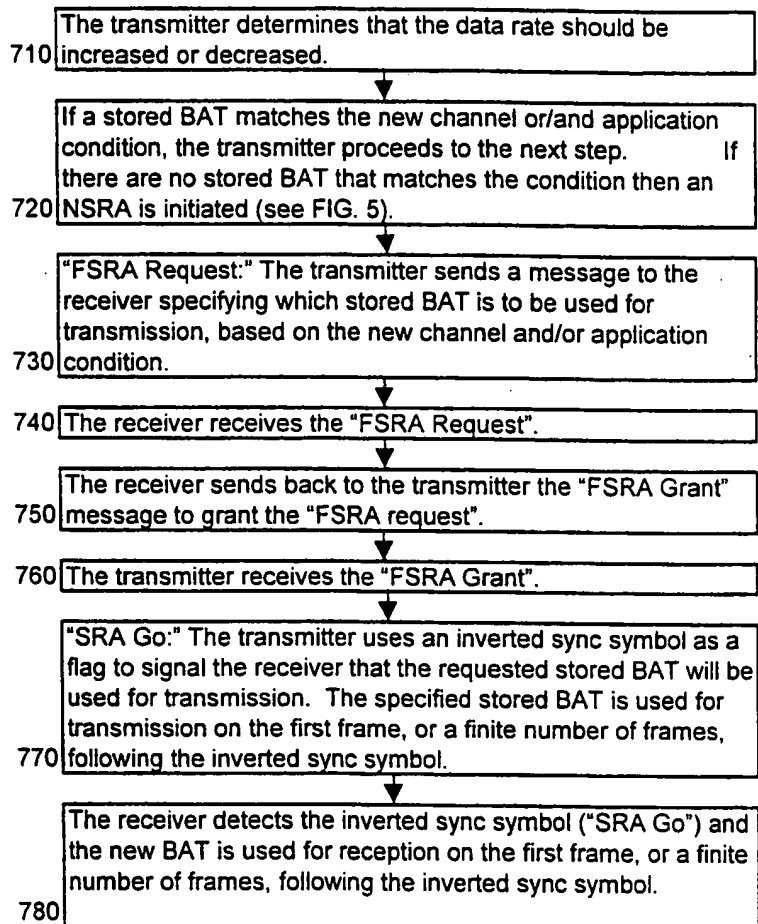 The transmitter determines that the data rate should be
710 increased or decreased.
If a stored BAT matches the new channel or/and application
condition, the transmitter proceeds to the next step. If
there are no stored BAT that matches the condition then an
720 NSRA is initiated (see FIG. 5).
"FSRA Request:" The transmitter sends a message to the
receiver specifying which stored BAT is to be used for
transmission, based on the new channel and/or application
730 condition.
740 The receiver receives the "FSRA Request".
The receiver sends back to the transmitter the "FSRA Grant"
750 message to grant the "FSRA request".
760 The transmitter receives the "FSRA Grant".
"SRA Go:" The transmitter uses an inverted sync symbol as a
flag to signal the receiver that the requested stored BAT will be
used for transmission. The specified stored BAT is used for
transmission on the first frame, or a finite number of frames,
770 following the inverted sync symbol.
The receiver detects the inverted sync symbol ("SRA Go") and
the new BAT is used for reception on the first frame, or a finite
number of frames, following the inverted sync symbol.
780